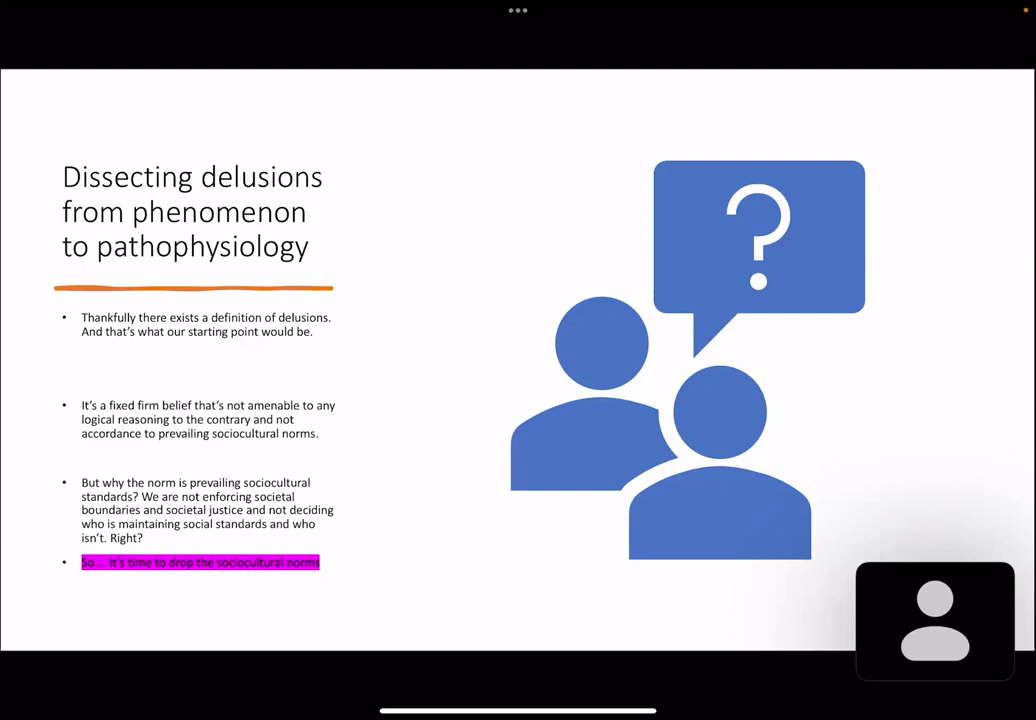 Dissecting delusions
from phenomenon
to pathophysiology
• Thankfully there exists a definition of delusions.
And that's what our starting point would be.
• It's a fixed firm belief that's not amenable to any
logical reasoning to the contrary and not
accordance to prevailing sociocultural norms.
• But why the norm is prevailing sociocultural
standards? We are not enforcing societal
boundaries and societal justice and not deciding
who is maintaining social standards and who
isn't. Right?
• So.... It's time to drop the sociocultural norms
?